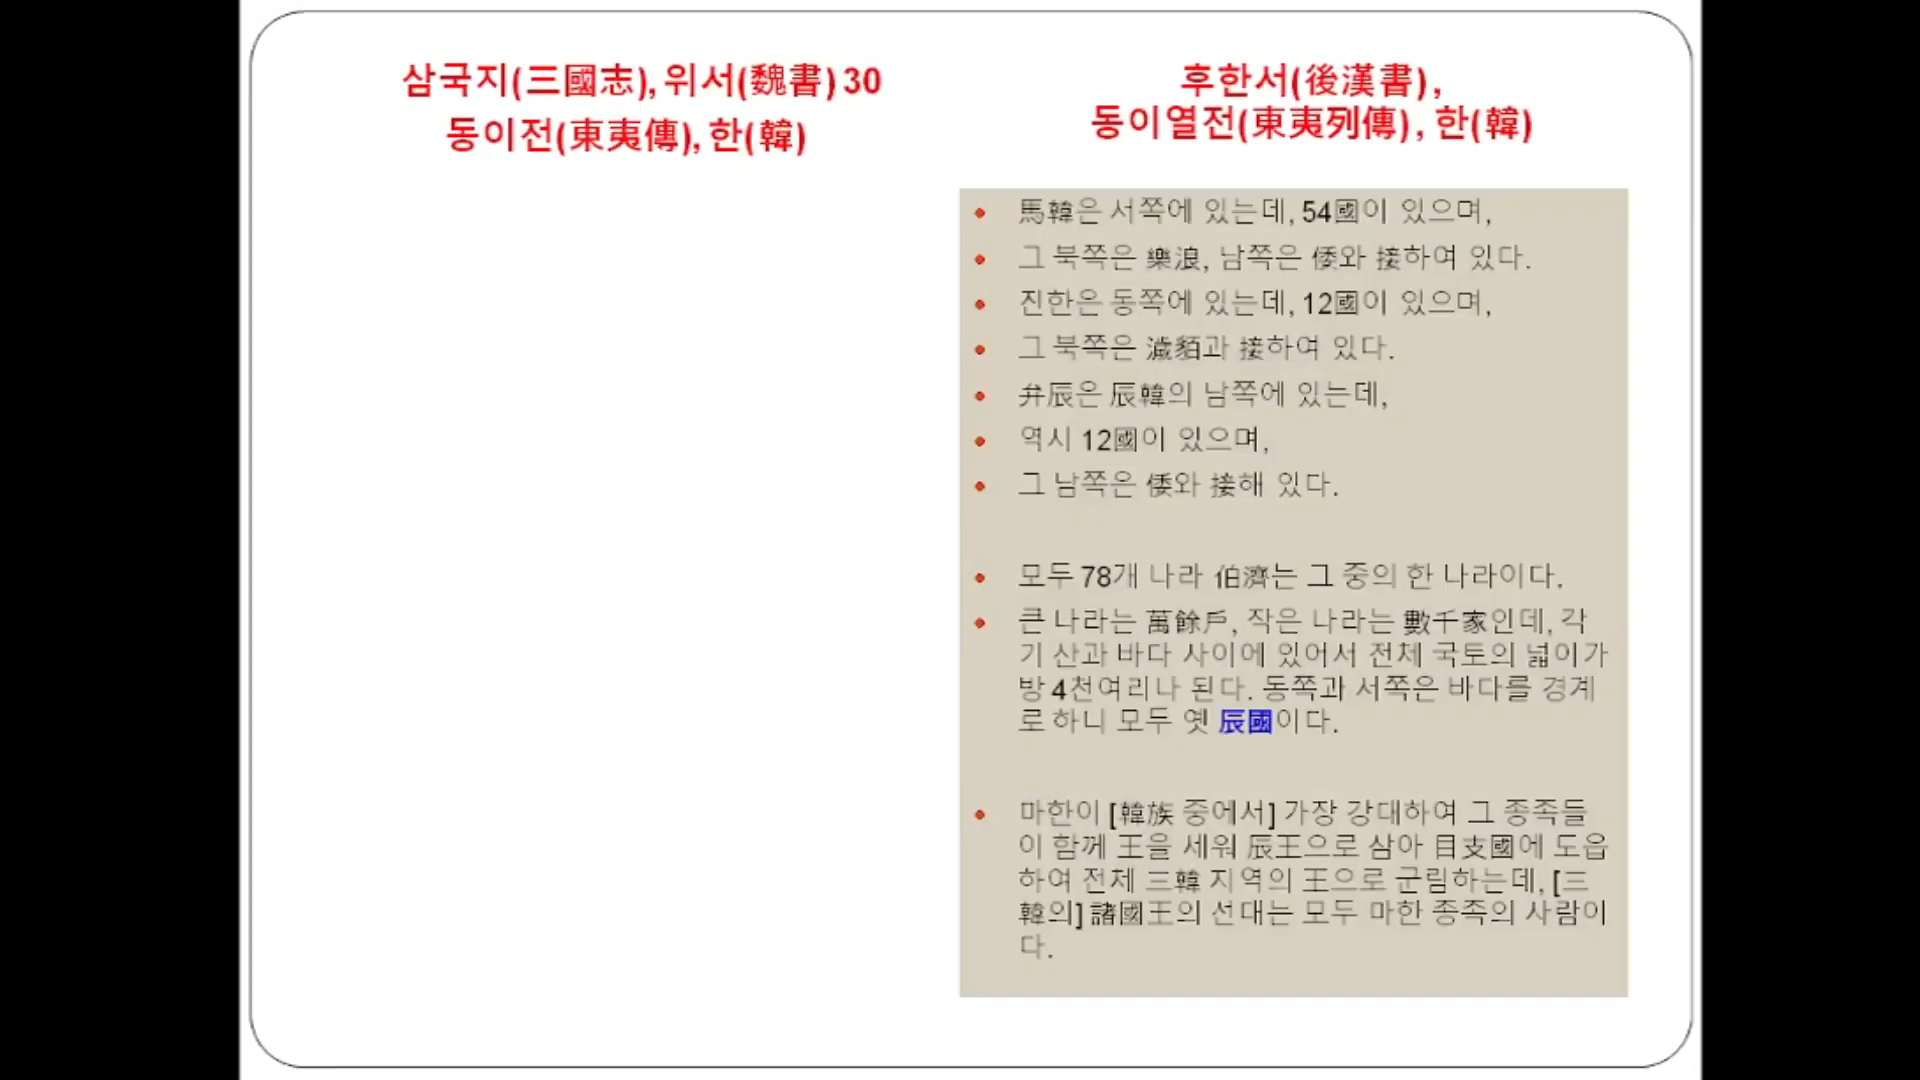 삼국지(三國志), 위서(魏書) 30
동이전(東夷傳), 한(韓)
후한서(後漢書),
동이열전(東夷列傳), 한(韓)
• 馬韓은 서쪽에 있는데, 54國이 있으며,
• 그 북쪽은 樂浪, 남쪽은 倭와 接하여 있다.
• 진한은 동쪽에 있는데, 12國이 있으며,
• 그 북쪽은 濊貊과 接하여 있다.
• 弁辰은 辰韓의 남쪽에 있는데,
• 역시 12國이 있으며,
• 그 남쪽은 倭와 接해 있다.
• 모두 78개 나라 伯濟는 그 중의 한 나라이다.
• 큰 나라는 萬餘戶, 작은 나라는 數千家인데, 각
기 산과 바다 사이에 있어서 전체 국토의 넓이가
방 4천여리나 된다. 동쪽과 서쪽은 바다를 경계
로 하니 모두 옛 辰國이다.
• 마한이 [韓族 중에서] 가장 강대하여 그 종족들
이 함께 王을 세워 辰王으로 삼아 目支國에 도읍
하여 전체 三韓 지역의 王으로 군림하는데, [三
韓의] 諸國王의 선대는 모두 마한 종족의 사람이
다.